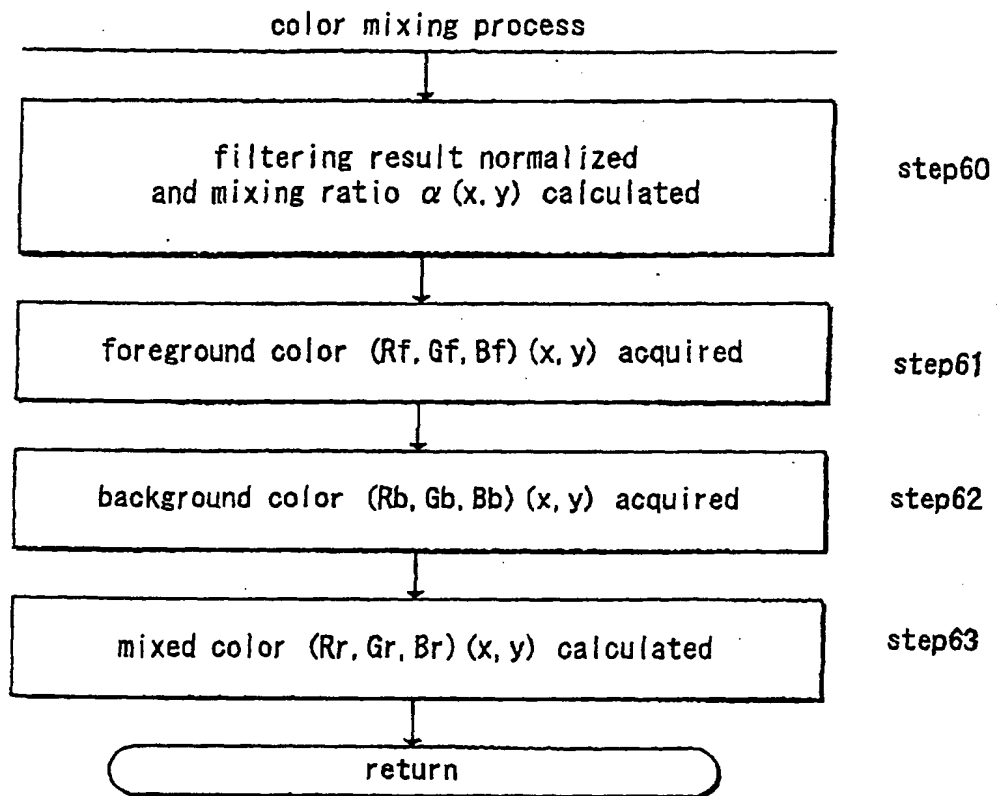 color mixing process
filtering result normalized
and mixing ratio α (x, y) calculated
step60
foreground color (Rf, Gf, Bf) (x, y) acquired
step61
background color (Rb, Gb, Bb) (x, y) acquired
step62
mixed color (Rr, Gr, Br) (x, y) calculated
step63
return